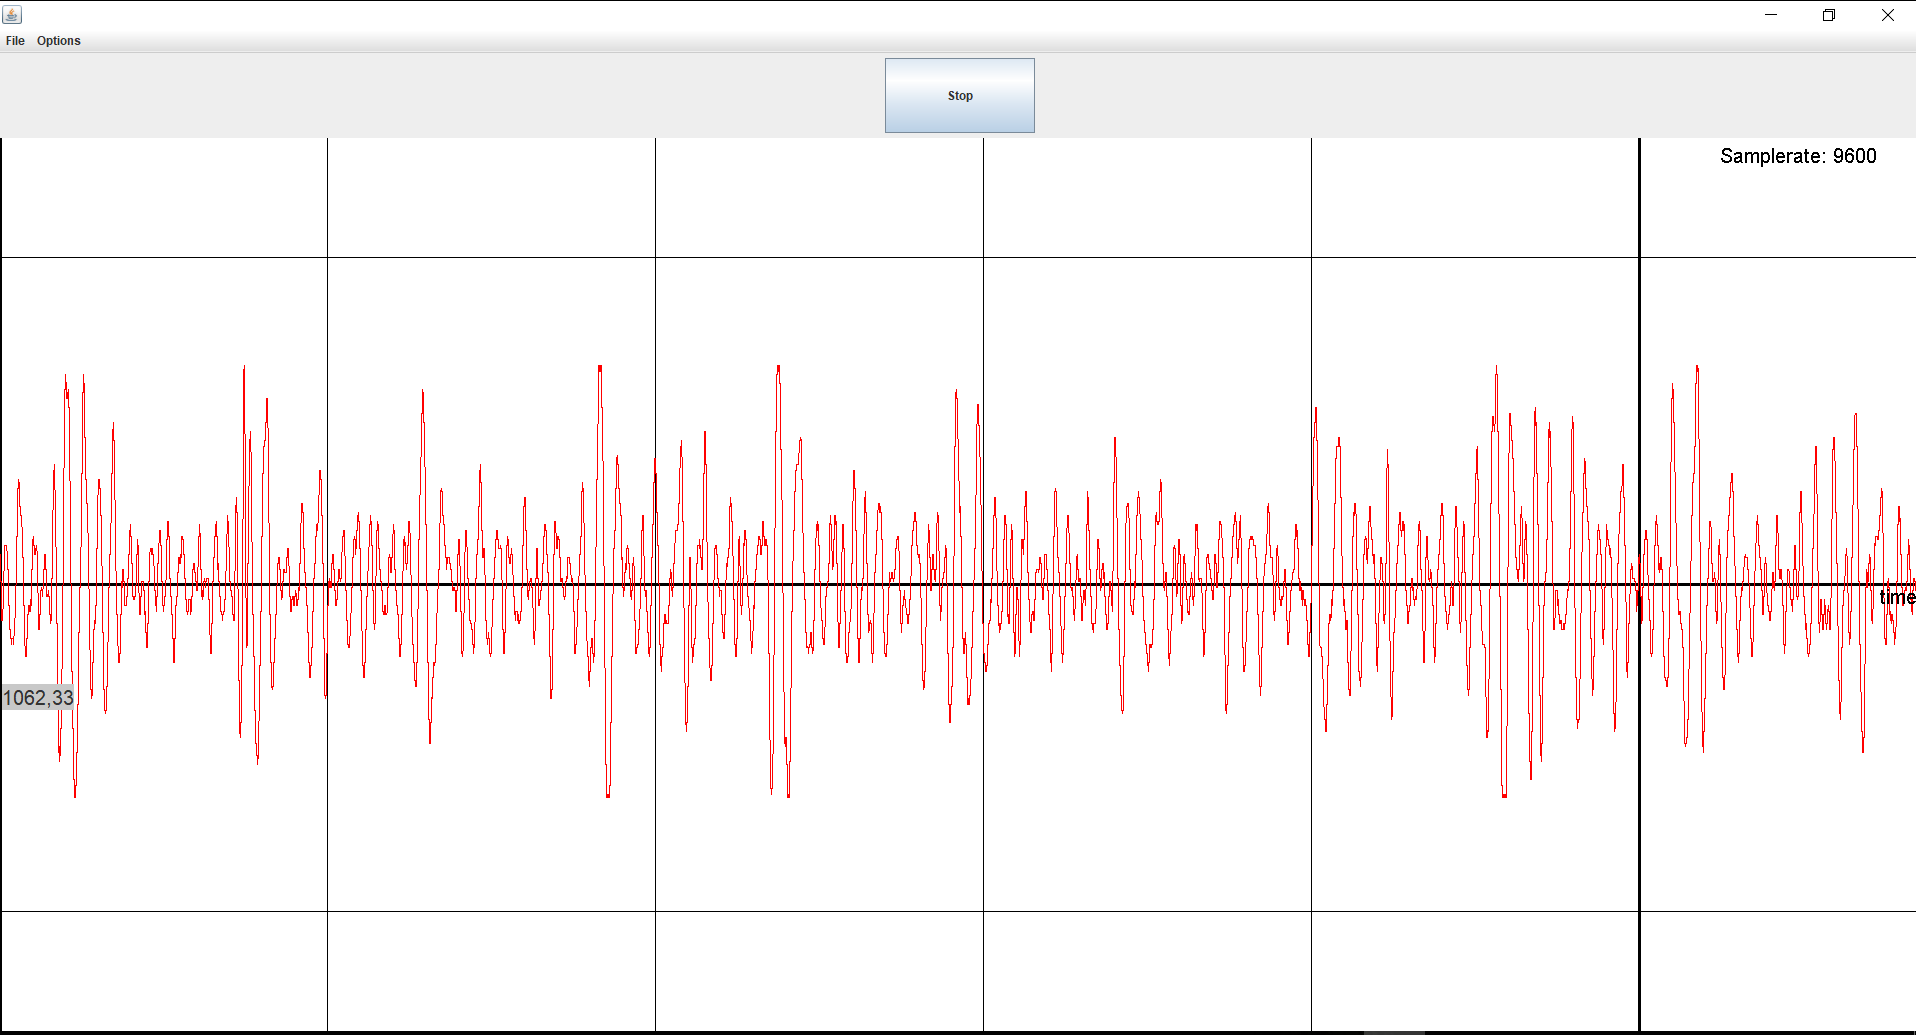 File Options
Stop
Samplerate: 9600
time
1062,33